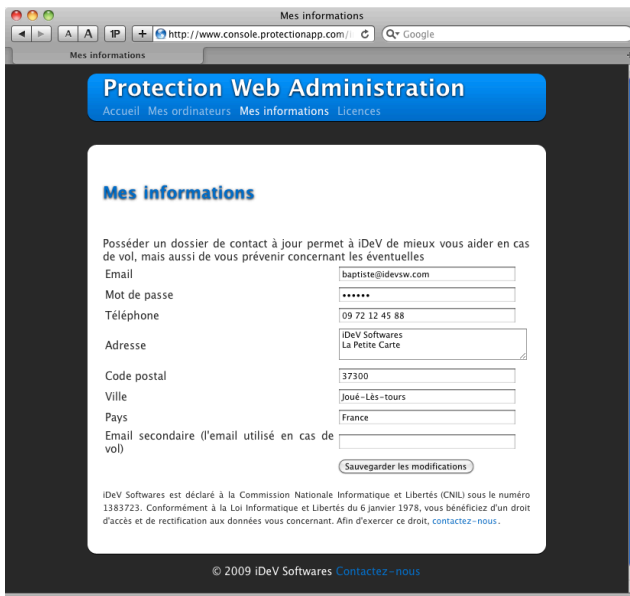 Mes informations
A A 1P + http://www.console.protectionapp.com/ Google
Mes informations
Protection Web Administration
Accueil Mes ordinateurs Mes informations Licences
Mes informations
Posséder un dossier de contact à jour permet à iDeV de mieux vous aider en cas
de vol, mais aussi de vous prévenir concernant les éventuelles
Email baptiste@idevsw.com
Mot de passe ••••••
Téléphone 09 72 12 45 88
Adresse iDeV Softwares
La Petite Carte
Code postal 37300
Ville Joué-Lès-tours
Pays France
Email secondaire (l'email utilisé en cas de
vol)
Sauvegarder les modifications
iDeV Softwares est déclaré à la Commission Nationale Informatique et Libertés (CNIL) sous le numéro
1383723. Conformément à la Loi Informatique et Libertés du 6 janvier 1978, vous bénéficiez d'un droit
d'accès et de rectification aux données vous concernant. Afin d'exercer ce droit, contactez-nous.
© 2009 iDeV Softwares Contactez-nous